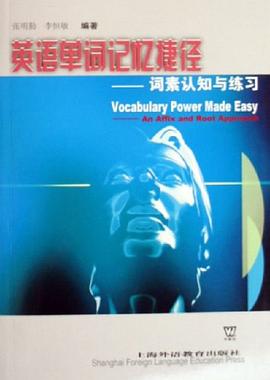 张明勤 李恒敏 编著
英语单词记忆捷径
——词素认知与练习
Vocabulary Power Made Easy
—— An Affix and Root Approach
W
上海外语教育出版社
Shanghai Foreign Language Education Press